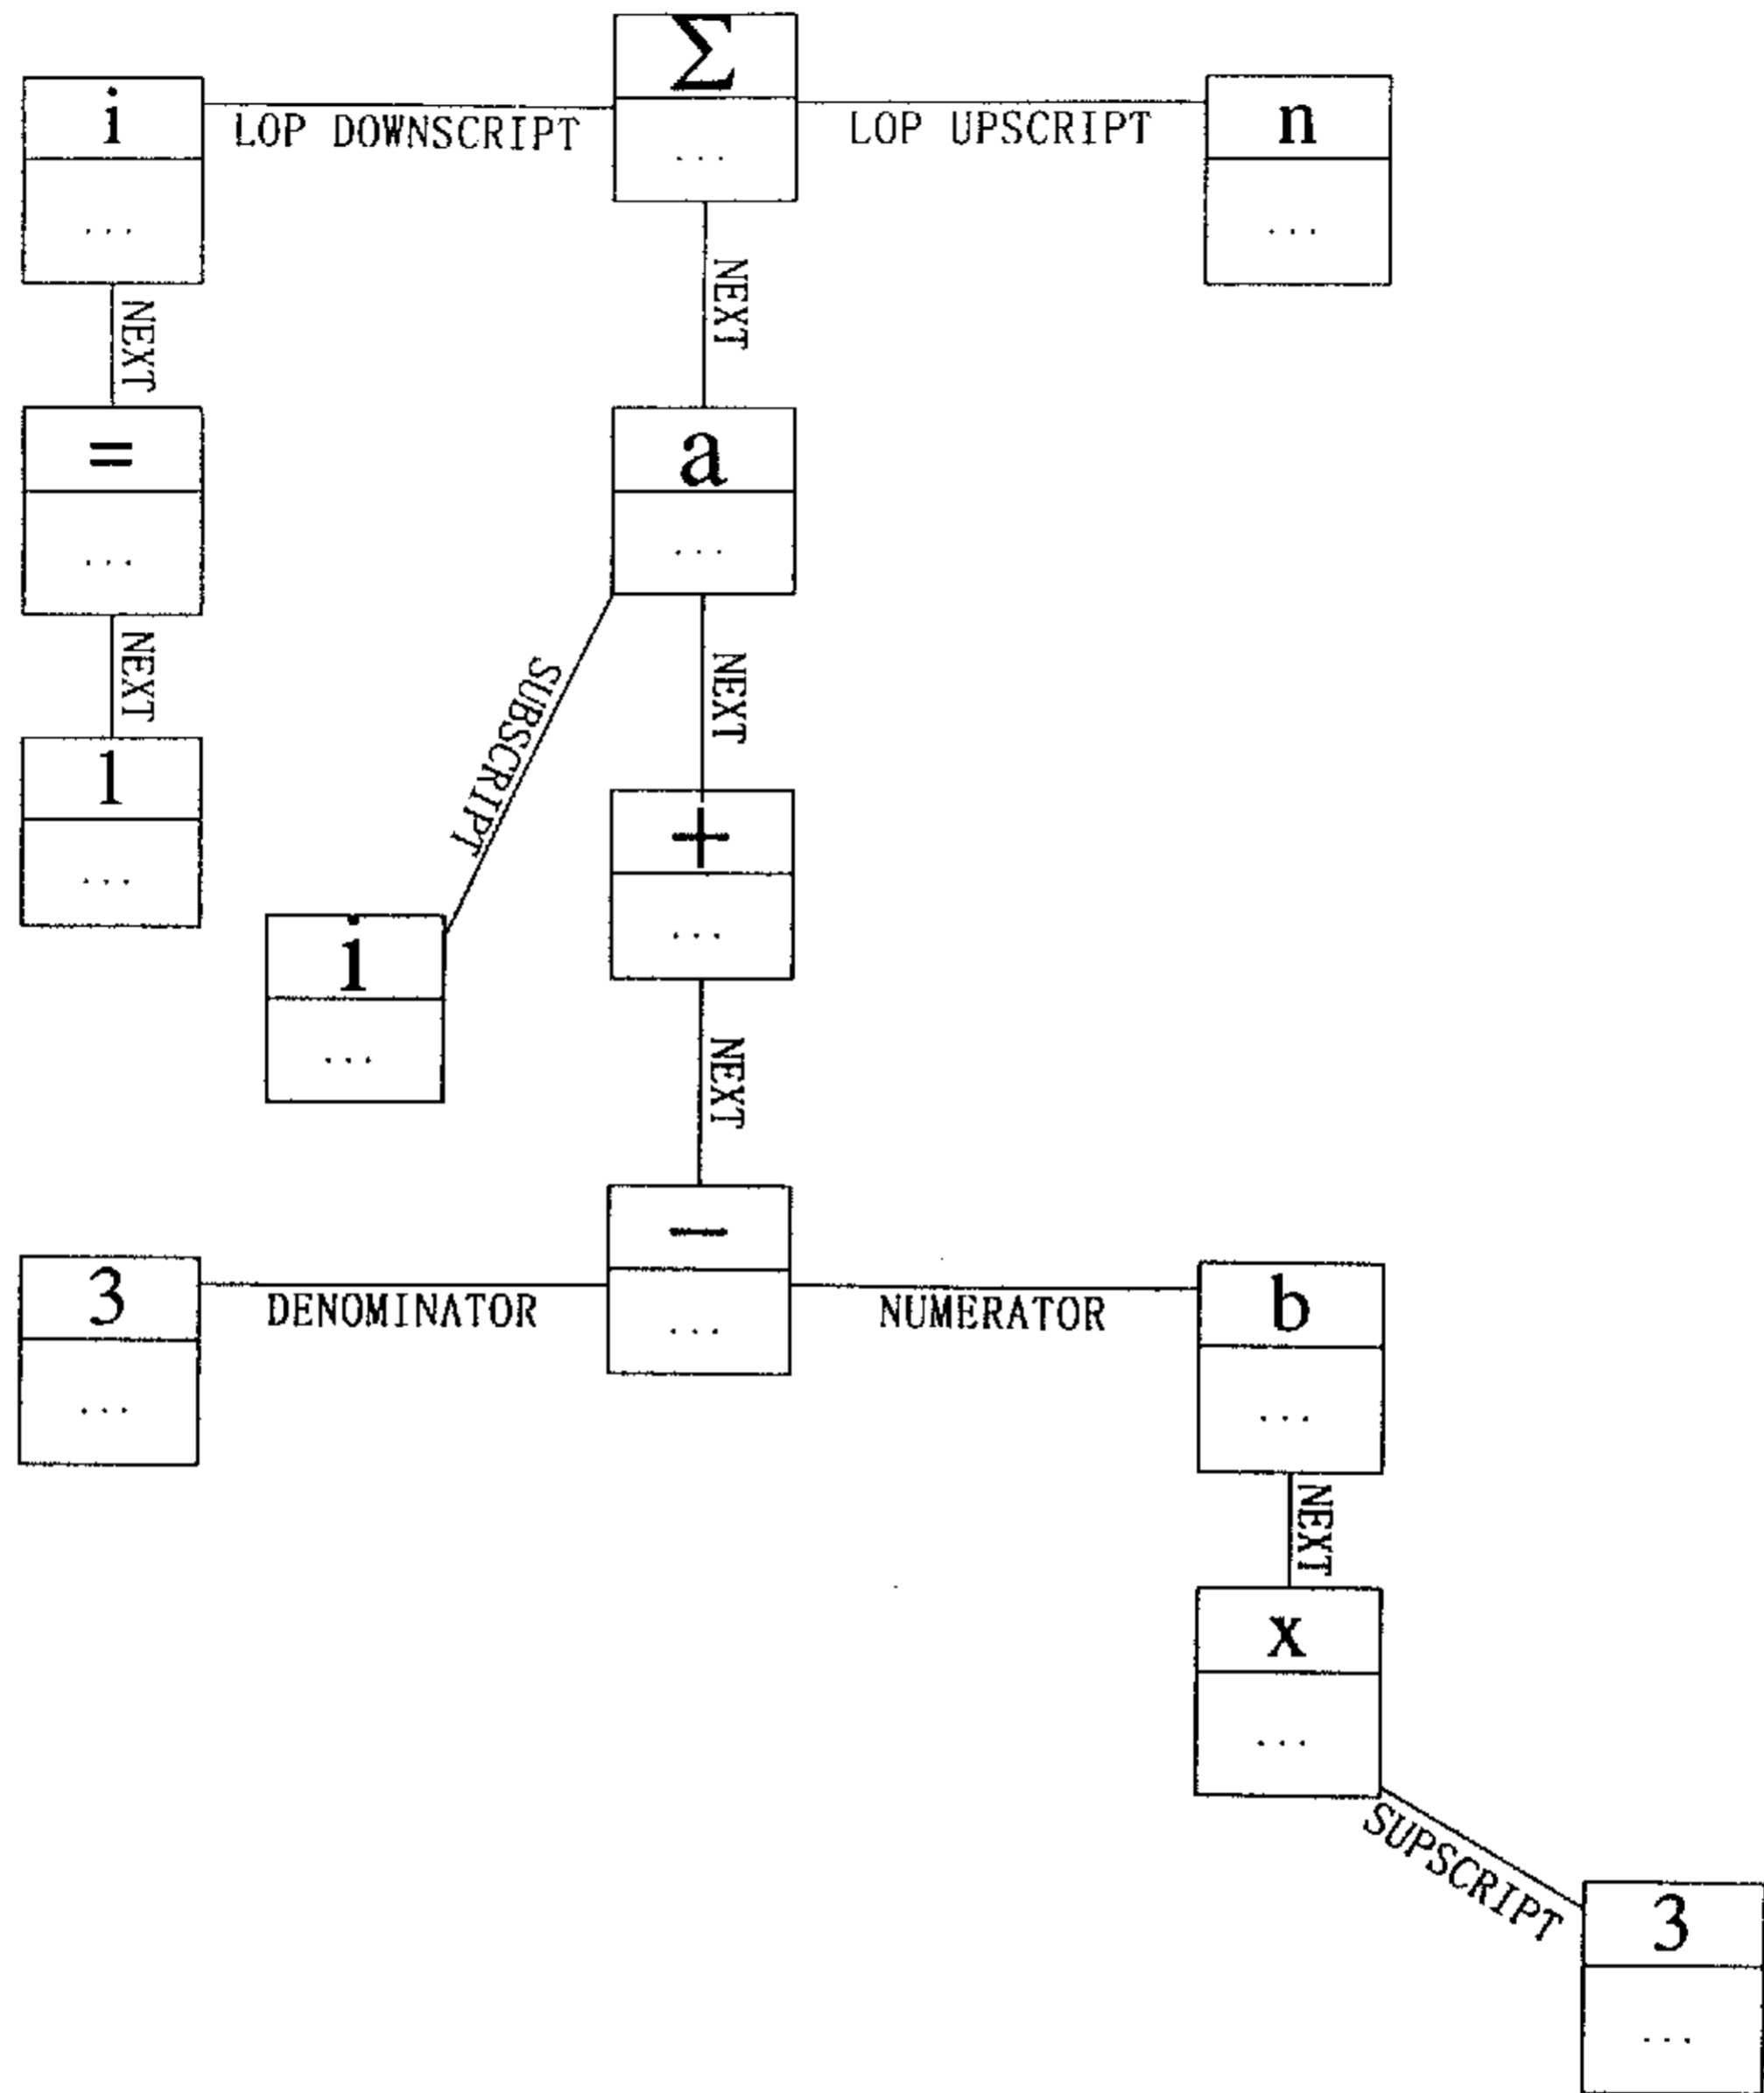 Σ
...
i
...
LOP DOWNSCRIPT
LOP UPSCRIPT
n
...
NEXT
NEXT
=
...
a
...
NEXT
SUBSCRIPT
NEXT
1
...
+
...
i
...
NEXT
−
...
3
...
DENOMINATOR
NUMERATOR
b
...
NEXT
x
...
SUPSCRIPT
3
...